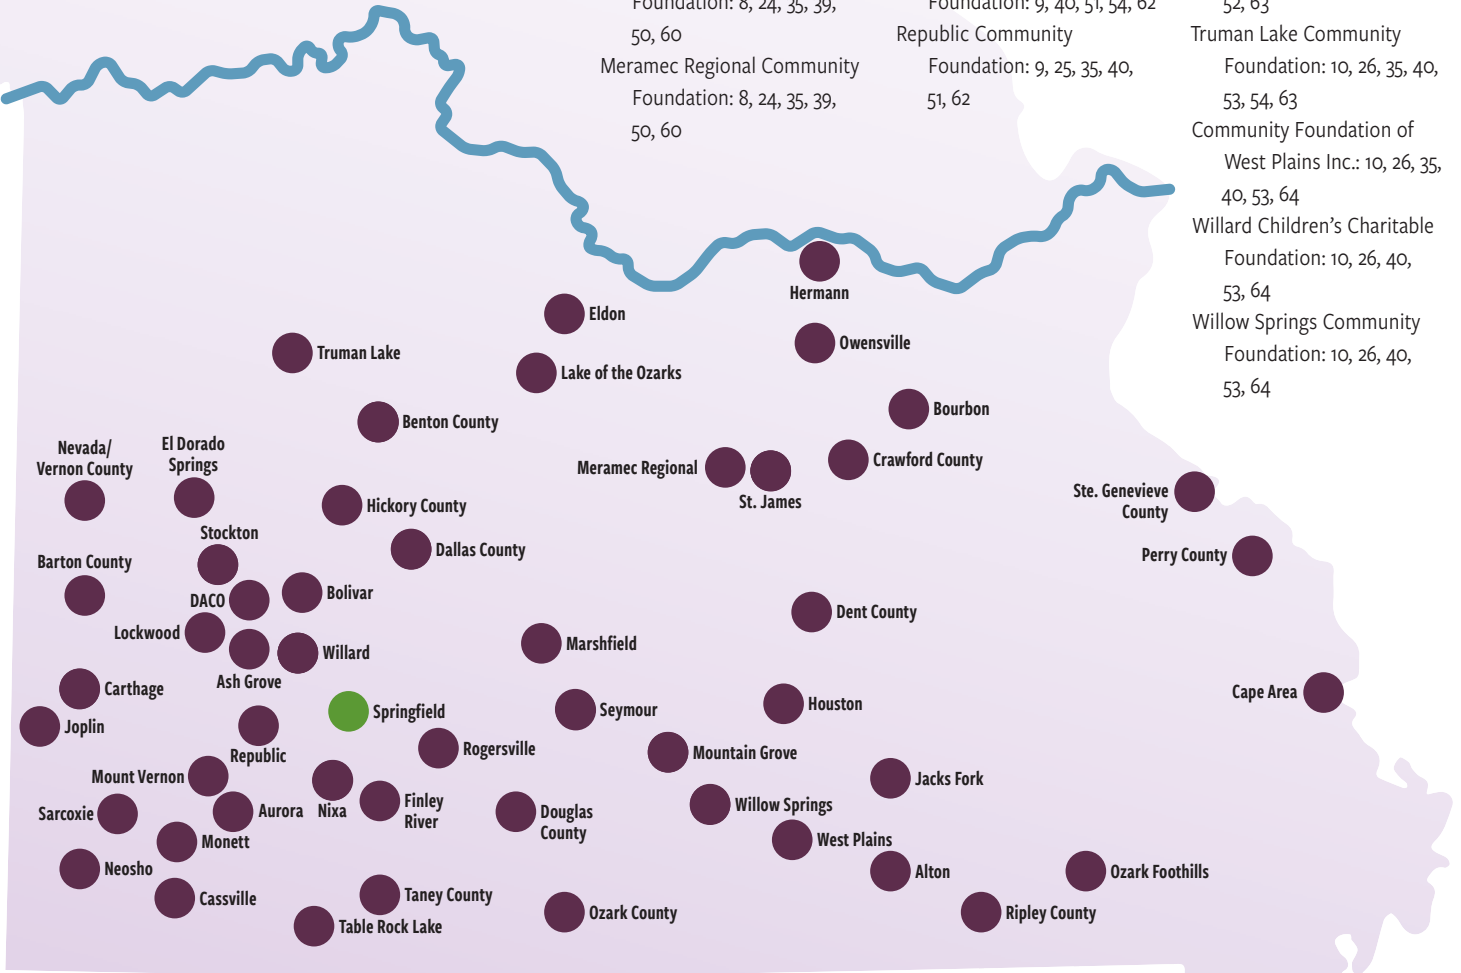 Foundation: 8, 24, 35, 39,
50, 60
Meramec Regional Community
Foundation: 8, 24, 35, 39,
50, 60
Foundation: 9, 40, 51, 54, 62
Republic Community
Foundation: 9, 25, 35, 40,
51, 62
52, 63
Truman Lake Community
Foundation: 10, 26, 35, 40,
53, 54, 63
Community Foundation of
West Plains Inc.: 10, 26, 35,
40, 53, 64
Willard Children’s Charitable
Foundation: 10, 26, 40,
53, 64
Willow Springs Community
Foundation: 10, 26, 40,
53, 64
Hermann
Eldon
Owensville
Truman Lake
Lake of the Ozarks
Bourbon
Benton County
Nevada/
Vernon County
El Dorado
Springs
Meramec Regional
Crawford County
St. James
Ste. Genevieve
County
Hickory County
Stockton
Dallas County
Perry County
Barton County
DACO
Bolivar
Dent County
Lockwood
Marshfield
Willard
Ash Grove
Carthage
Cape Area
Springfield
Seymour
Houston
Joplin
Republic
Rogersville
Mountain Grove
Mount Vernon
Jacks Fork
Sarcoxie
Aurora
Nixa
Finley
River
Douglas
County
Willow Springs
Monett
West Plains
Neosho
Alton
Ozark Foothills
Cassville
Taney County
Table Rock Lake
Ozark County
Ripley County